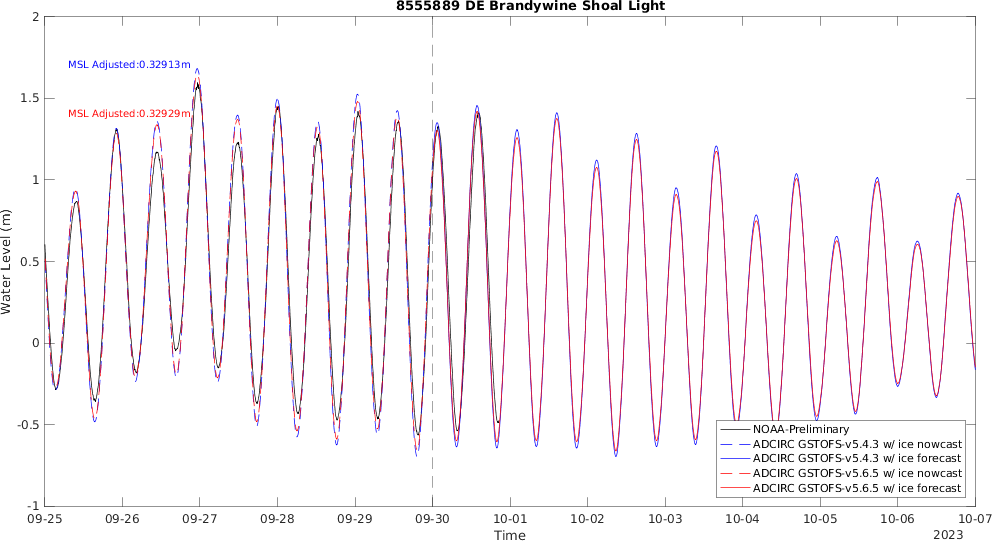 8555889 DE Brandywine Shoal Light
MSL Adjusted:0.32913m
MSL Adjusted:0.32929m
Water Level (m)
2
1.5
1
0.5
0
-0.5
-1
NOAA-Preliminary
ADCIRC GSTOFS-v5.4.3 w/ ice nowcast
ADCIRC GSTOFS-v5.4.3 w/ ice forecast
ADCIRC GSTOFS-v5.6.5 w/ ice nowcast
ADCIRC GSTOFS-v5.6.5 w/ ice forecast
09-25 09-26 09-27 09-28 09-29 09-30 10-01 10-02 10-03 10-04 10-05 10-06 10-07
Time
2023